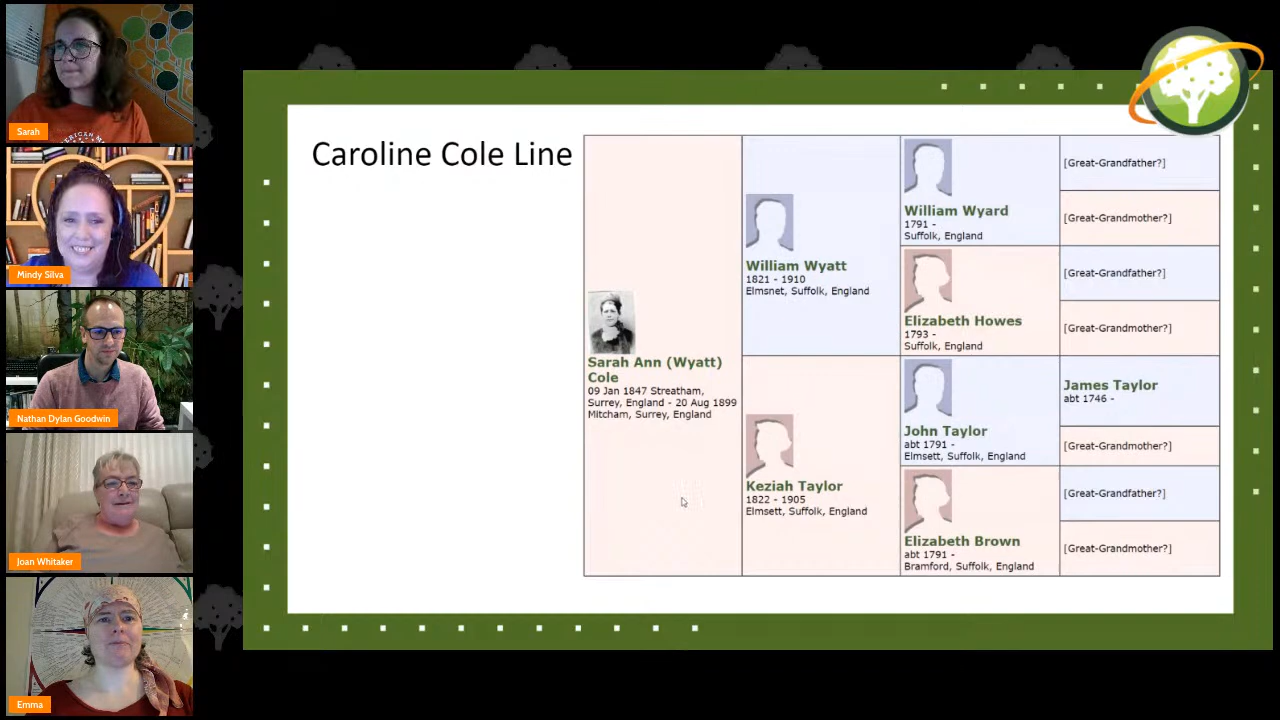 Sarah
Mindy Silva
Nathan Dylan Goodwin
Joan Whitaker
Emma
Caroline Cole Line
Sarah Ann (Wyatt)
Cole
09 Jan 1847 Streatham,
Surrey, England - 20 Aug 1899
Mitcham, Surrey, England
William Wyatt
1821 - 1910
Elmsnet, Suffolk, England
Keziah Taylor
1822 - 1905
Elmsett, Suffolk, England
William Wyard
1791 -
Suffolk, England
Elizabeth Howes
1793 -
Suffolk, England
John Taylor
abt 1791 -
Elmsett, Suffolk, England
Elizabeth Brown
abt 1791 -
Bramford, Suffolk, England
[Great-Grandfather?]
[Great-Grandmother?]
[Great-Grandfather?]
[Great-Grandmother?]
James Taylor
abt 1746 -
[Great-Grandmother?]
[Great-Grandfather?]
[Great-Grandmother?]